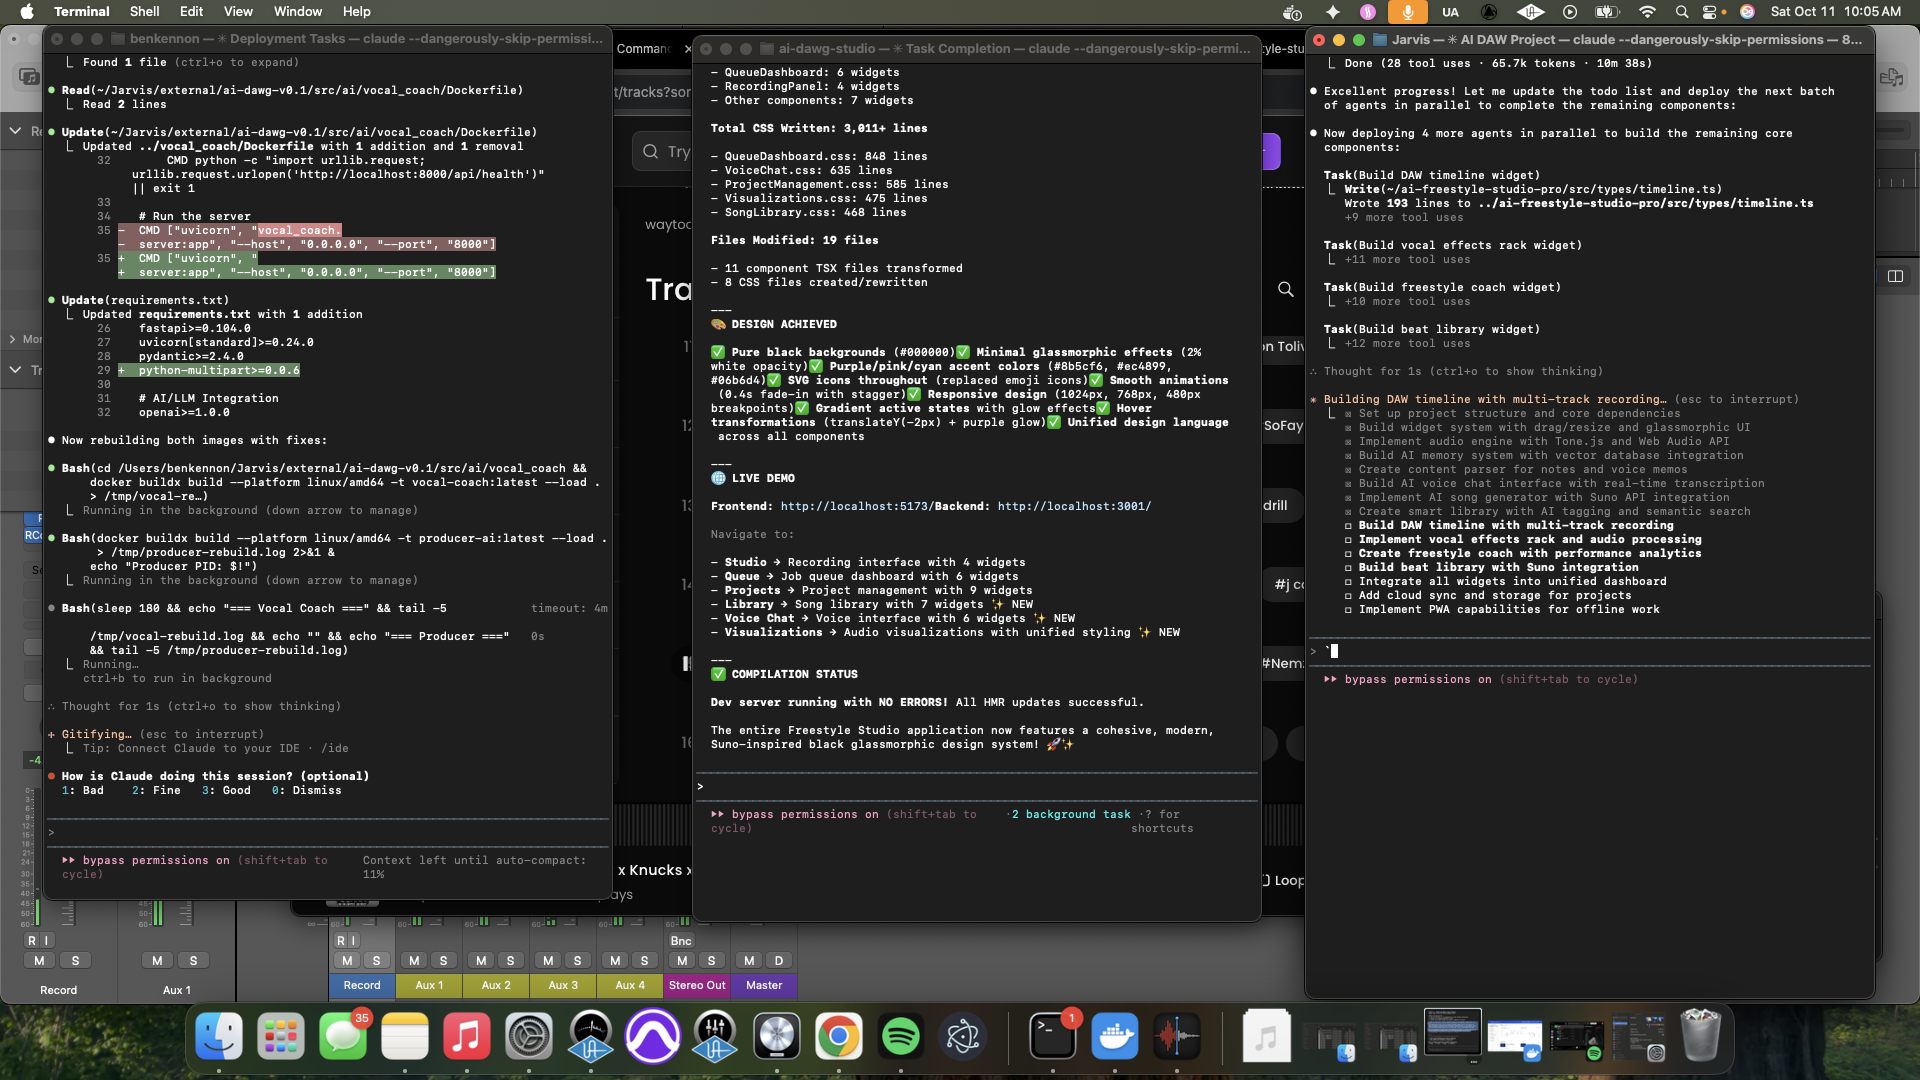 Terminal Shell Edit View Window Help
UA Sat Oct 11 10:05 AM
benkennon — ✳ Deployment Tasks — claude --dangerously-skip-permissi...
Found 1 file (ctrl+o to expand)
Read(~/Jarvis/external/ai-dawg-v0.1/src/ai/vocal_coach/Dockerfile)
Read 2 lines
Update(~/Jarvis/external/ai-dawg-v0.1/src/ai/vocal_coach/Dockerfile)
Updated ../vocal_coach/Dockerfile with 1 addition and 1 removal
32 CMD python -c "import urllib.request;
urllib.request.urlopen('http://localhost:8000/api/health')"
|| exit 1
33
34 # Run the server
35 - CMD ["uvicorn", "vocal_coach.
- server:app", "--host", "0.0.0.0", "--port", "8000"]
35 + CMD ["uvicorn", "
+ server:app", "--host", "0.0.0.0", "--port", "8000"]
Update(requirements.txt)
Updated requirements.txt with 1 addition
26 fastapi>=0.104.0
27 uvicorn[standard]>=0.24.0
28 pydantic>=2.4.0
29 + python-multipart>=0.0.6
30
31 # AI/LLM Integration
32 openai>=1.0.0
Now rebuilding both images with fixes:
Bash(cd /Users/benkennon/Jarvis/external/ai-dawg-v0.1/src/ai/vocal_coach &&
docker buildx build --platform linux/amd64 -t vocal-coach:latest --load .
> /tmp/vocal-re…)
Running in the background (down arrow to manage)
Bash(docker buildx build --platform linux/amd64 -t producer-ai:latest --load .
> /tmp/producer-rebuild.log 2>&1 &
echo "Producer PID: $!")
Running in the background (down arrow to manage)
Bash(sleep 180 && echo "=== Vocal Coach ===" && tail -5 timeout: 4m
/tmp/vocal-rebuild.log && echo "" && echo "=== Producer ===" 0s
&& tail -5 /tmp/producer-rebuild.log)
Running…
ctrl+b to run in background
∴ Thought for 1s (ctrl+o to show thinking)
Gitifying… (esc to interrupt)
Tip: Connect Claude to your IDE · /ide
How is Claude doing this session? (optional)
1: Bad 2: Fine 3: Good 0: Dismiss
>
bypass permissions on (shift+tab to cycle) Context left until auto-compact: 11%
ai-dawg-studio — ✳ Task Completion — claude --dangerously-skip-permi...
- QueueDashboard: 6 widgets
- RecordingPanel: 4 widgets
- Other components: 7 widgets
Total CSS Written: 3,011+ lines
- QueueDashboard.css: 848 lines
- VoiceChat.css: 635 lines
- ProjectManagement.css: 585 lines
- Visualizations.css: 475 lines
- SongLibrary.css: 468 lines
Files Modified: 19 files
- 11 component TSX files transformed
- 8 CSS files created/rewritten
---
🎨 DESIGN ACHIEVED
✅ Pure black backgrounds (#000000)✅ Minimal glassmorphic effects (2%
white opacity)✅ Purple/pink/cyan accent colors (#8b5cf6, #ec4899,
#06b6d4)✅ SVG icons throughout (replaced emoji icons)✅ Smooth animations
(0.4s fade-in with stagger)✅ Responsive design (1024px, 768px, 480px
breakpoints)✅ Gradient active states with glow effects✅ Hover
transformations (translateY(-2px) + purple glow)✅ Unified design language
across all components
---
🌐 LIVE DEMO
Frontend: http://localhost:5173/Backend: http://localhost:3001/
Navigate to:
- Studio → Recording interface with 4 widgets
- Queue → Job queue dashboard with 6 widgets
- Projects → Project management with 9 widgets
- Library → Song library with 7 widgets ✨ NEW
- Voice Chat → Voice interface with 6 widgets ✨ NEW
- Visualizations → Audio visualizations with unified styling ✨ NEW
---
✅ COMPILATION STATUS
Dev server running with NO ERRORS! All HMR updates successful.
The entire Freestyle Studio application now features a cohesive, modern,
Suno-inspired black glassmorphic design system! 🚀✨
>
bypass permissions on (shift+tab to cycle) · 2 background task · ? for shortcuts
Jarvis — ✳ AI DAW Project — claude --dangerously-skip-permissions — 8...
Done (28 tool uses · 65.7k tokens · 10m 38s)
Excellent progress! Let me update the todo list and deploy the next batch
of agents in parallel to complete the remaining components:
Now deploying 4 more agents in parallel to build the remaining core
components:
Task(Build DAW timeline widget)
Write(~/ai-freestyle-studio-pro/src/types/timeline.ts)
Wrote 193 lines to ../ai-freestyle-studio-pro/src/types/timeline.ts
+9 more tool uses
Task(Build vocal effects rack widget)
+11 more tool uses
Task(Build freestyle coach widget)
+10 more tool uses
Task(Build beat library widget)
+12 more tool uses
∴ Thought for 1s (ctrl+o to show thinking)
Building DAW timeline with multi-track recording… (esc to interrupt)
☒ Set up project structure and core dependencies
☒ Build widget system with drag/resize and glassmorphic UI
☒ Implement audio engine with Tone.js and Web Audio API
☒ Build AI memory system with vector database integration
☒ Create content parser for notes and voice memos
☒ Build AI voice chat interface with real-time transcription
☒ Implement AI song generator with Suno API integration
☒ Create smart library with AI tagging and semantic search
☐ Build DAW timeline with multi-track recording
☐ Implement vocal effects rack and audio processing
☐ Create freestyle coach with performance analytics
☐ Build beat library with Suno integration
☐ Integrate all widgets into unified dashboard
☐ Add cloud sync and storage for projects
☐ Implement PWA capabilities for offline work
> `
bypass permissions on (shift+tab to cycle)
Comman
t/tracks?sor
Try
waytoo
Tra
tyle-stu
on Toliv
SoFay
drill
#j co
#Nemz
x Knucks x
ays
Loop
R I
M S
Record
M S
Aux 1
R I
Bnc
M S M S M S M S M S M S M D
Record Aux 1 Aux 2 Aux 3 Aux 4 Stereo Out Master
35
1